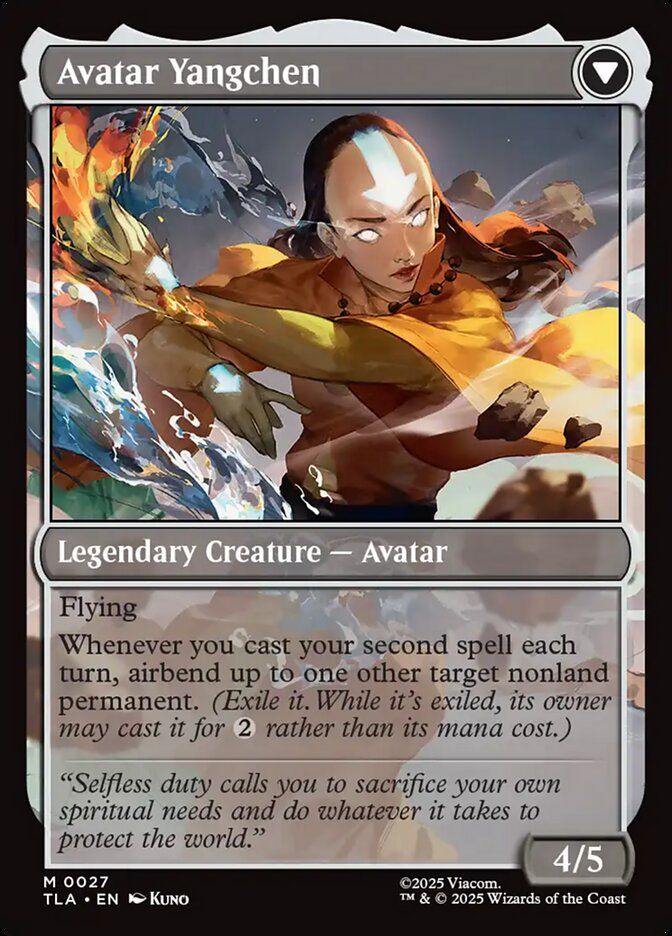 Avatar Yangchen
Legendary Creature — Avatar
Flying
Whenever you cast your second spell each
turn, airbend up to one other target nonland
permanent. (Exile it. While it’s exiled, its owner
may cast it for 2 rather than its mana cost.)
“Selfless duty calls you to sacrifice your own
spiritual needs and do whatever it takes to
protect the world.”
4/5
M 0027
TLA • EN Kuno
©2025 Viacom.
™ & © 2025 Wizards of the Coast